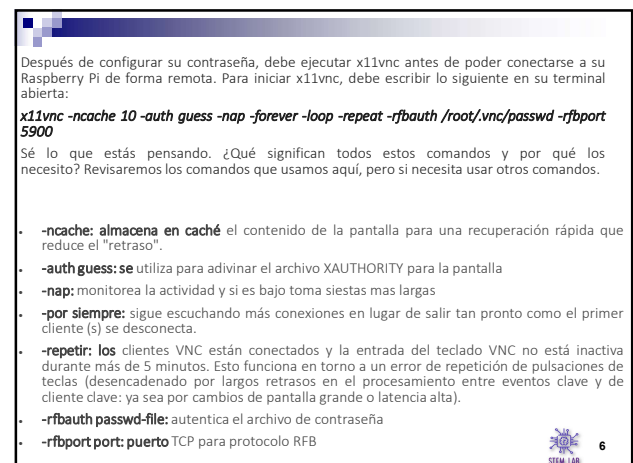 Después de configurar su contraseña, debe ejecutar x11vnc antes de poder conectarse a su
Raspberry Pi de forma remota. Para iniciar x11vnc, debe escribir lo siguiente en su terminal
abierta:
x11vnc -ncache 10 -auth guess -nap -forever -loop -repeat -rfbauth /root/.vnc/passwd -rfbport
5900
Sé lo que estás pensando. ¿Qué significan todos estos comandos y por qué los
necesito? Revisaremos los comandos que usamos aquí, pero si necesita usar otros comandos.
• -ncache: almacena en caché el contenido de la pantalla para una recuperación rápida que
reduce el "retraso".
• -auth guess: se utiliza para adivinar el archivo XAUTHORITY para la pantalla
• -nap: monitorea la actividad y si es bajo toma siestas mas largas
• -por siempre: sigue escuchando más conexiones en lugar de salir tan pronto como el primer
cliente (s) se desconecta.
• -repetir: los clientes VNC están conectados y la entrada del teclado VNC no está inactiva
durante más de 5 minutos. Esto funciona en torno a un error de repetición de pulsaciones de
teclas (desencadenado por largos retrasos en el procesamiento entre eventos clave y de
cliente clave: ya sea por cambios de pantalla grande o latencia alta).
• -rfbauth passwd-file: autentica el archivo de contraseña
• -rfbport port: puerto TCP para protocolo RFB
6
STEM LAB